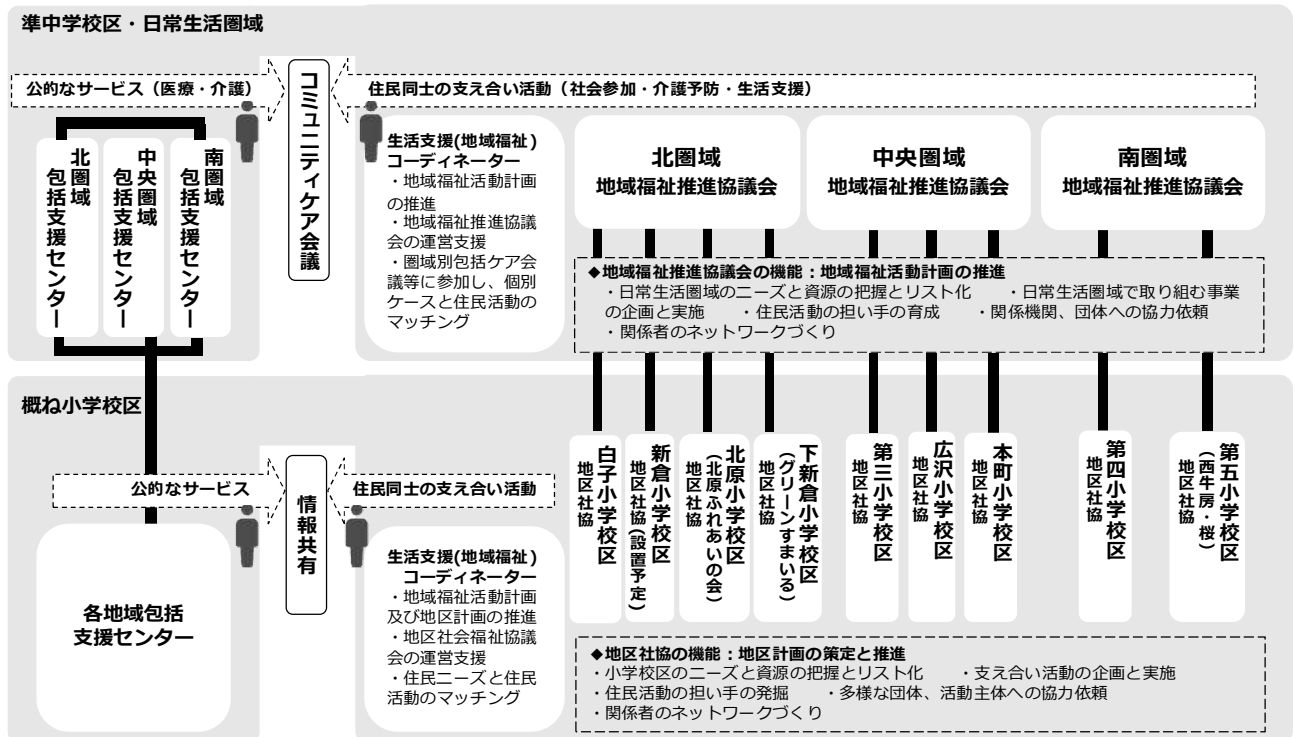 準中学校区・日常生活圏域
公的なサービス（医療・介護）
コミュニティケア会議
住民同士の支え合い活動（社会参加・介護予防・生活支援）
北圏域
包括支援センター
中央圏域
包括支援センター
南圏域
包括支援センター
生活支援(地域福祉)
コーディネーター
・地域福祉活動計画
の推進
・地域福祉推進協議
会の運営支援
・圏域別包括ケア会
議等に参加し、個別
ケースと住民活動の
マッチング
北圏域
地域福祉推進協議会
中央圏域
地域福祉推進協議会
南圏域
地域福祉推進協議会
◆地域福祉推進協議会の機能：地域福祉活動計画の推進
・日常生活圏域のニーズと資源の把握とリスト化　・日常生活圏域で取り組む事業
の企画と実施　・住民活動の担い手の育成　・関係機関、団体への協力依頼
・関係者のネットワークづくり
概ね小学校区
公的なサービス
情報共有
住民同士の支え合い活動
各地域包括
支援センター
生活支援(地域福祉)
コーディネーター
・地域福祉活動計画
及び地区計画の推進
・地区社会福祉協議
会の運営支援
・住民ニーズと住民
活動のマッチング
白子小学校区
地区社協
新倉小学校区
地区社協(設置予定)
北原小学校区
(北原ふれあいの会)
地区社協
下新倉小学校区
(グリーンすまいる)
地区社協
第三小学校区
地区社協
広沢小学校区
地区社協
本町小学校区
地区社協
第四小学校区
地区社協
第五小学校区
(西牛房・桜)
地区社協
◆地区社協の機能：地区計画の策定と推進
・小学校区のニーズと資源の把握とリスト化　・支え合い活動の企画と実施
・住民活動の担い手の発掘　・多様な団体、活動主体への協力依頼
・関係者のネットワークづくり